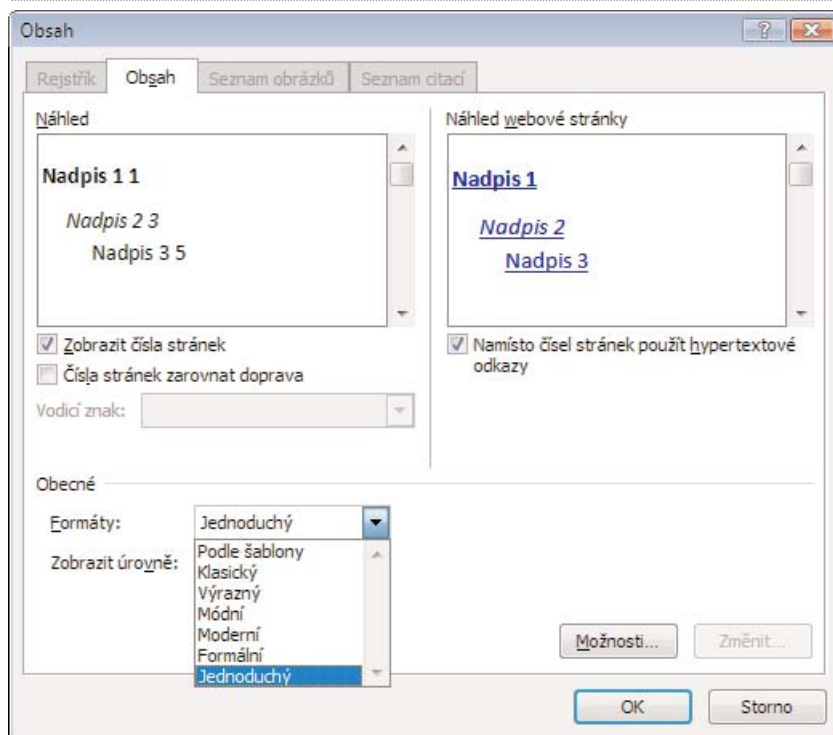 Obsah
Rejstřík
Obsah
Seznam obrázků
Seznam citací
Náhled
Nadpis 1 1
Nadpis 2 3
Nadpis 3 5
Zobrazit čísla stránek
Čísla stránek zarovnat doprava
Vodicí znak:
Náhled webové stránky
Nadpis 1
Nadpis 2
Nadpis 3
Namísto čísel stránek použít hypertextové
odkazy
Obecné
Formáty:
Jednoduchý
Zobrazit úrovně:
Podle šablony
Klasický
Výrazný
Módní
Moderní
Formální
Jednoduchý
Možnosti...
Změnit...
OK
Storno